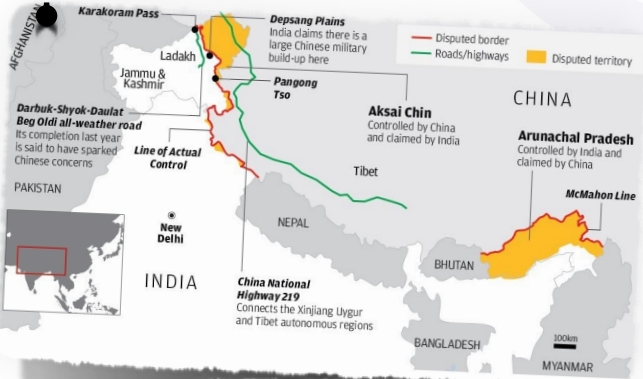 Karakoram Pass
AFGHANISTAN
Ladakh
Jammu &
Kashmir
Depsang Plains
India claims there is a
large Chinese military
build-up here
Pangong
Tso
Disputed border
Roads/highways
Disputed territory
CHINA
Aksai Chin
Controlled by China
and claimed by India
Arunachal Pradesh
Controlled by India and
claimed by China
McMahon Line
Darbuk-Shyok-Daulat
Beg Oldi all-weather road
Its completion last year
is said to have sparked
Chinese concerns
Line of Actual
Control
Tibet
PAKISTAN
New
Delhi
NEPAL
INDIA
BHUTAN
China National
Highway 219
Connects the Xinjiang Uygur
and Tibet autonomous regions
BANGLADESH
100km
MYANMAR